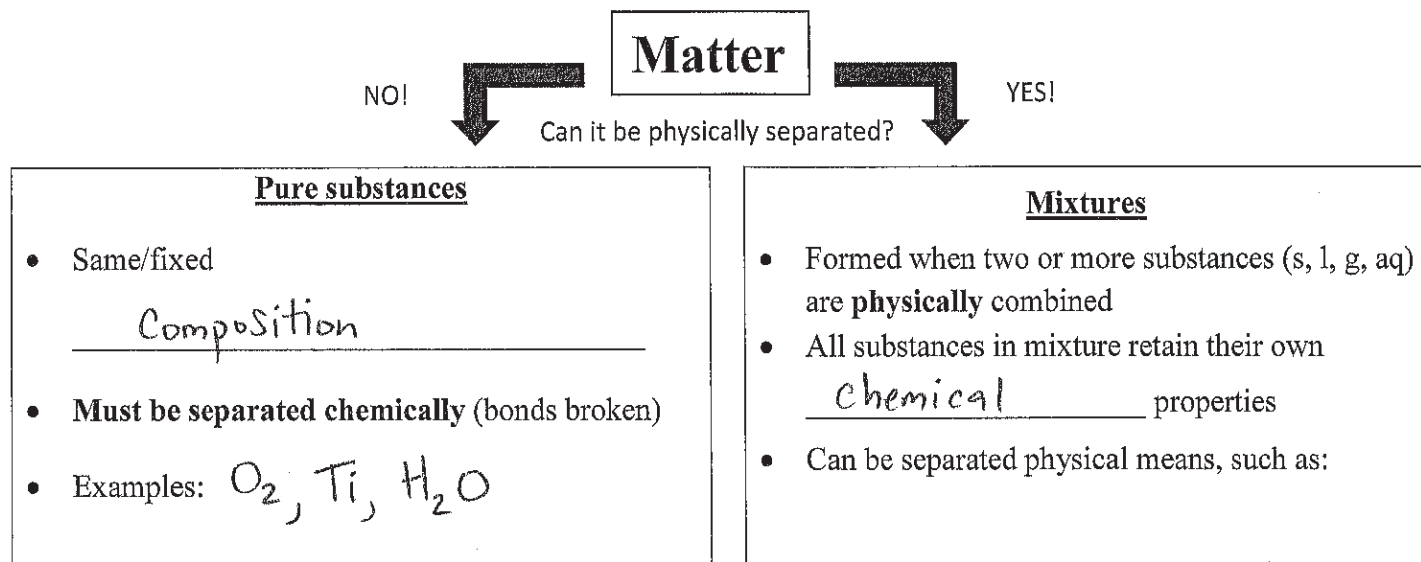 Matter
NO!
YES!
Can it be physically separated?
Pure substances
• Same/fixed
Composition
• Must be separated chemically (bonds broken)
• Examples: O₂, Ti, H₂O
Mixtures
• Formed when two or more substances (s, l, g, aq)
are physically combined
• All substances in mixture retain their own
chemical properties
• Can be separated physical means, such as: